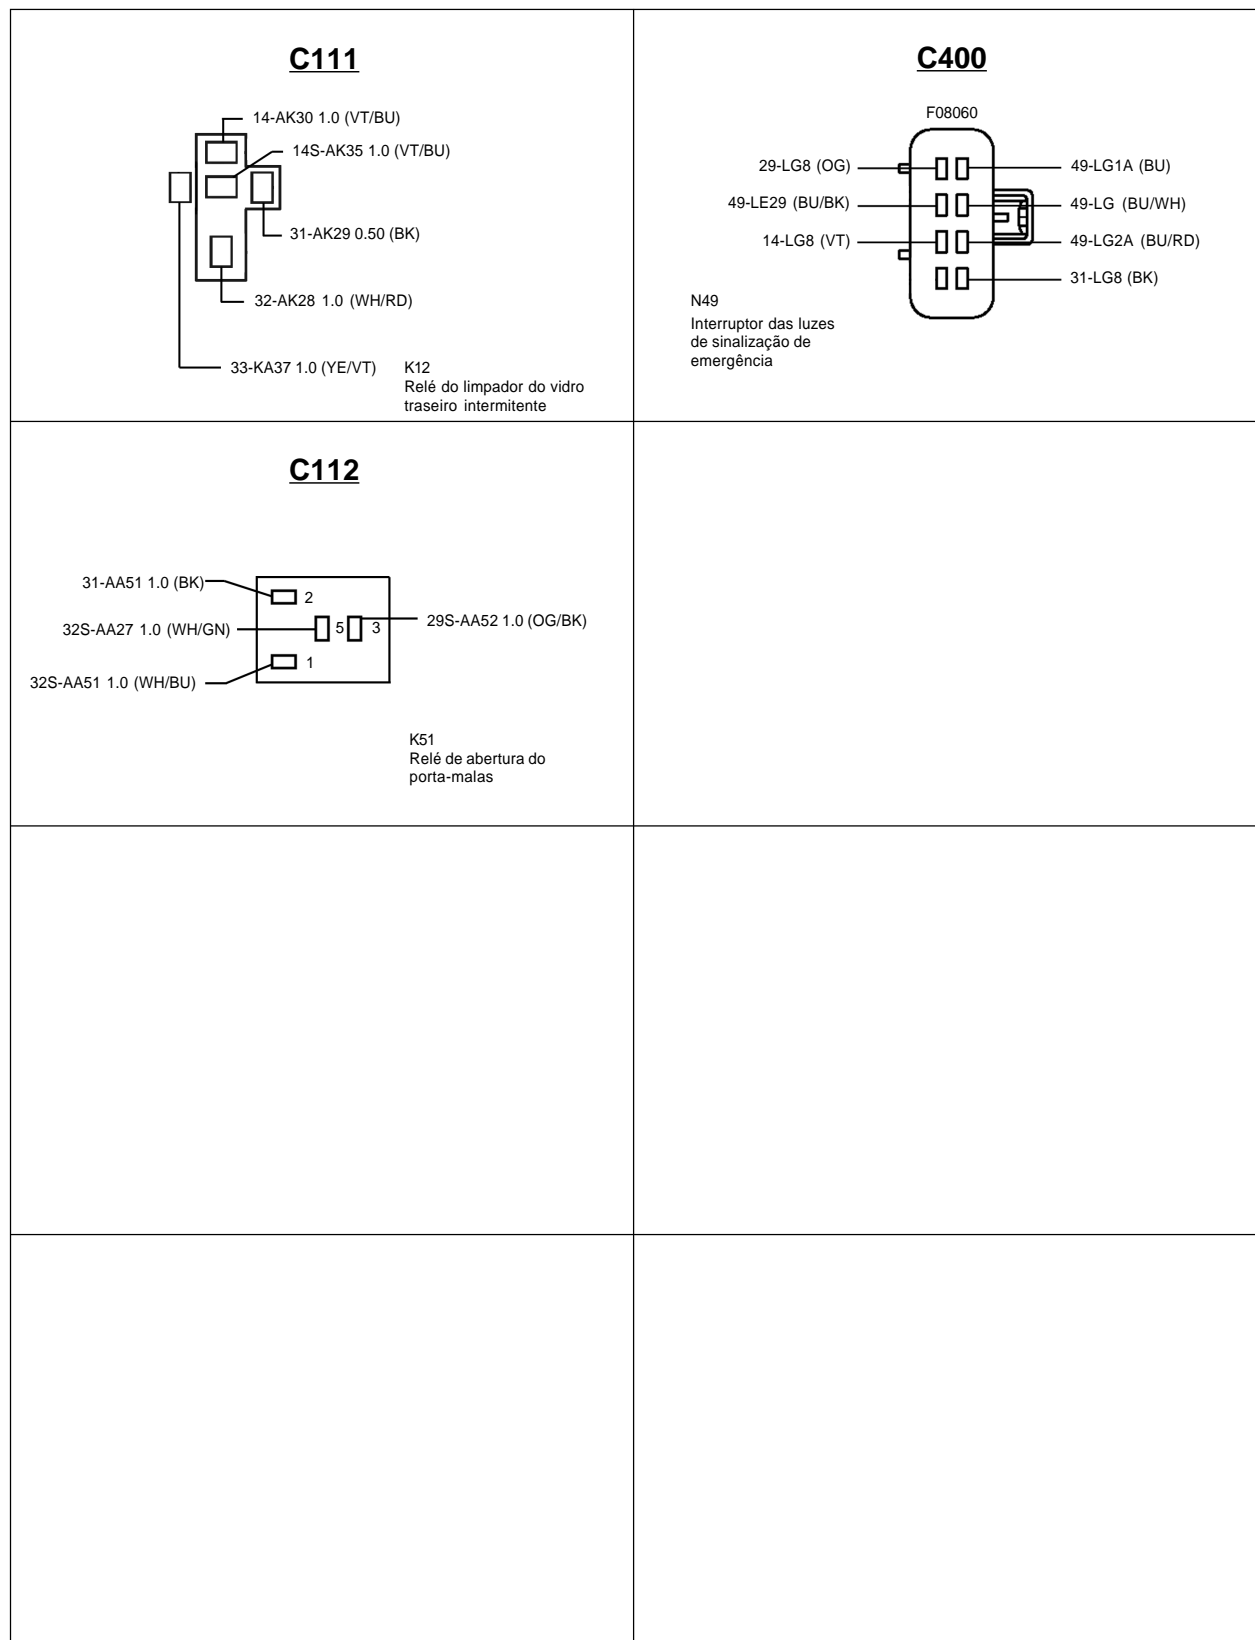 C111
14-AK30 1.0 (VT/BU)
14S-AK35 1.0 (VT/BU)
31-AK29 0.50 (BK)
32-AK28 1.0 (WH/RD)
33-KA37 1.0 (YE/VT)
K12
Relé do limpador do vidro
traseiro intermitente
C400
F08060
29-LG8 (OG)
49-LG1A (BU)
49-LE29 (BU/BK)
49-LG (BU/WH)
14-LG8 (VT)
49-LG2A (BU/RD)
31-LG8 (BK)
N49
Interruptor das luzes
de sinalização de
emergência
C112
31-AA51 1.0 (BK)
2
32S-AA27 1.0 (WH/GN)
5
3
29S-AA52 1.0 (OG/BK)
1
32S-AA51 1.0 (WH/BU)
K51
Relé de abertura do
porta-malas